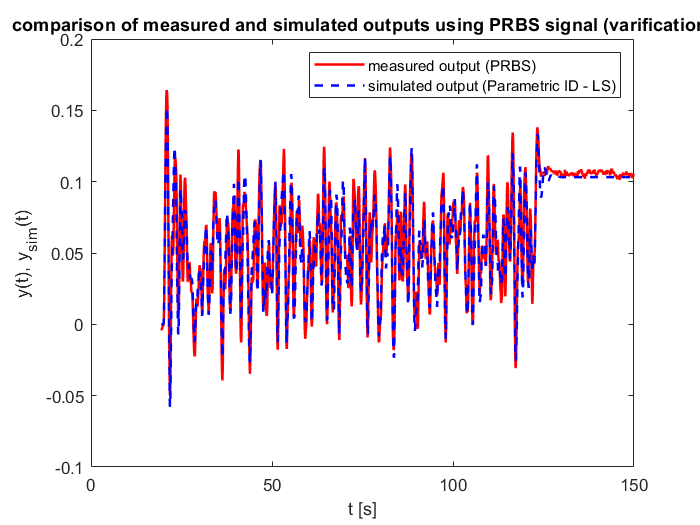 comparison of measured and simulated outputs using PRBS signal (varification
measured output (PRBS)
simulated output (Parametric ID - LS)
0.2
0.15
0.1
0.05
0
-0.05
-0.1
y(t), y_sim(t)
0
50
100
150
t [s]